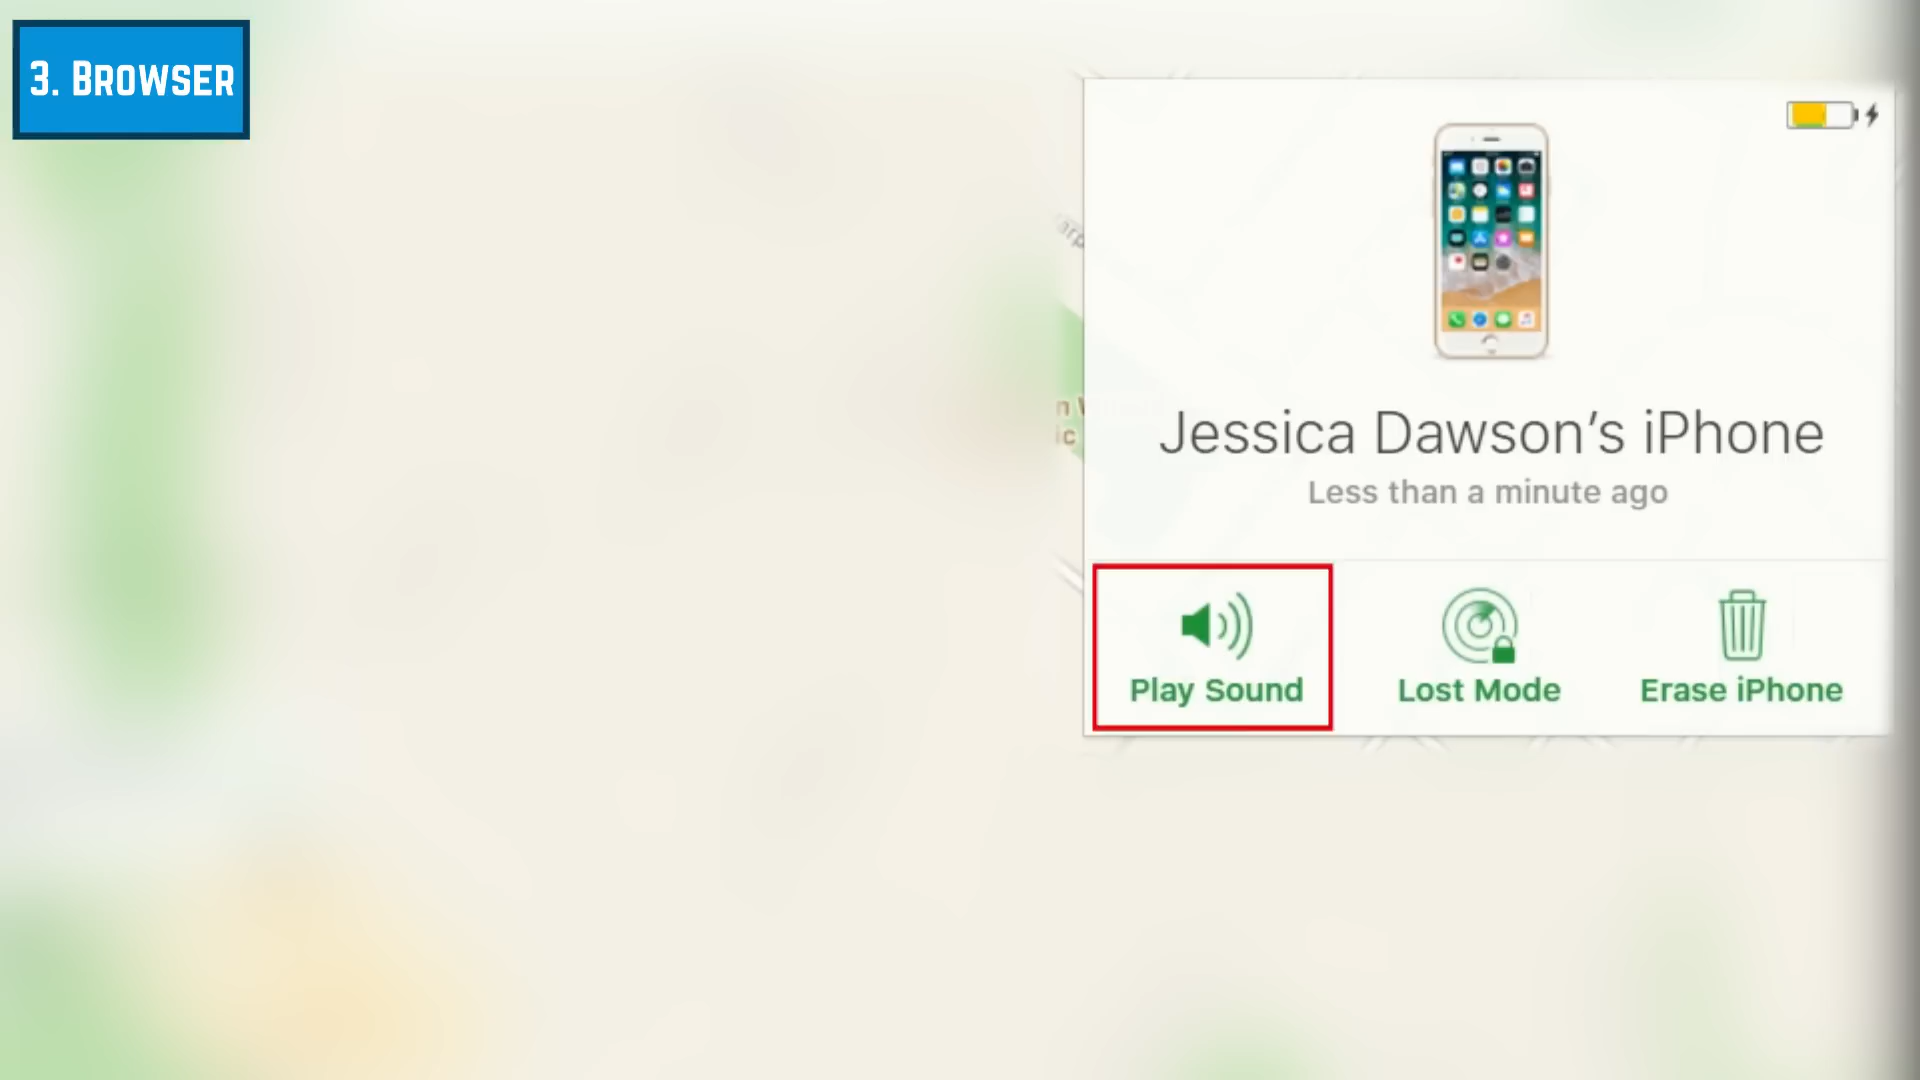 3. BROWSER
Jessica Dawson’s iPhone
Less than a minute ago
Play Sound
Lost Mode
Erase iPhone